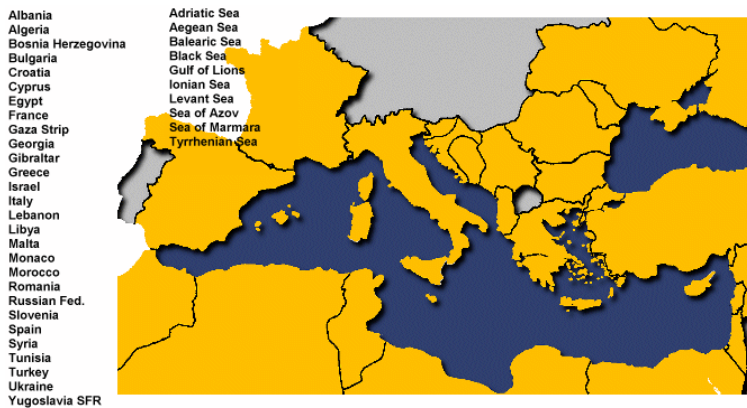 Albania
Algeria
Bosnia Herzegovina
Bulgaria
Croatia
Cyprus
Egypt
France
Gaza Strip
Georgia
Gibraltar
Greece
Israel
Italy
Lebanon
Libya
Malta
Monaco
Morocco
Romania
Russian Fed.
Slovenia
Spain
Syria
Tunisia
Turkey
Ukraine
Yugoslavia SFR
Adriatic Sea
Aegean Sea
Balearic Sea
Black Sea
Gulf of Lions
Ionian Sea
Levant Sea
Sea of Azov
Sea of Marmara
Tyrrhenian Sea